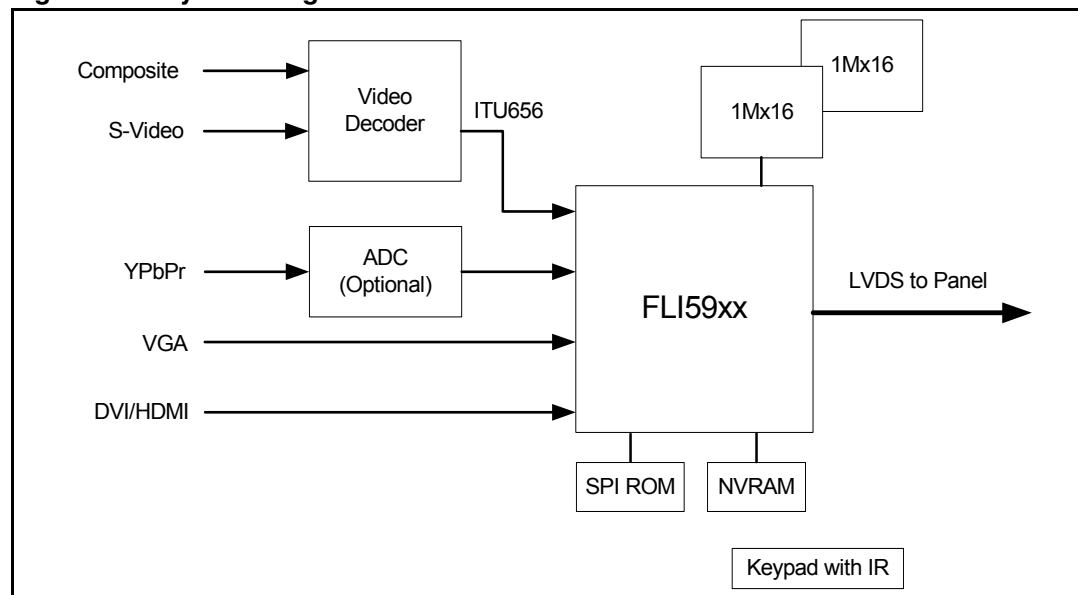 Composite
S-Video
Video
Decoder
ITU656
1Mx16
1Mx16
YPbPr
ADC
(Optional)
VGA
DVI/HDMI
FLI59xx
LVDS to Panel
SPI ROM
NVRAM
Keypad with IR